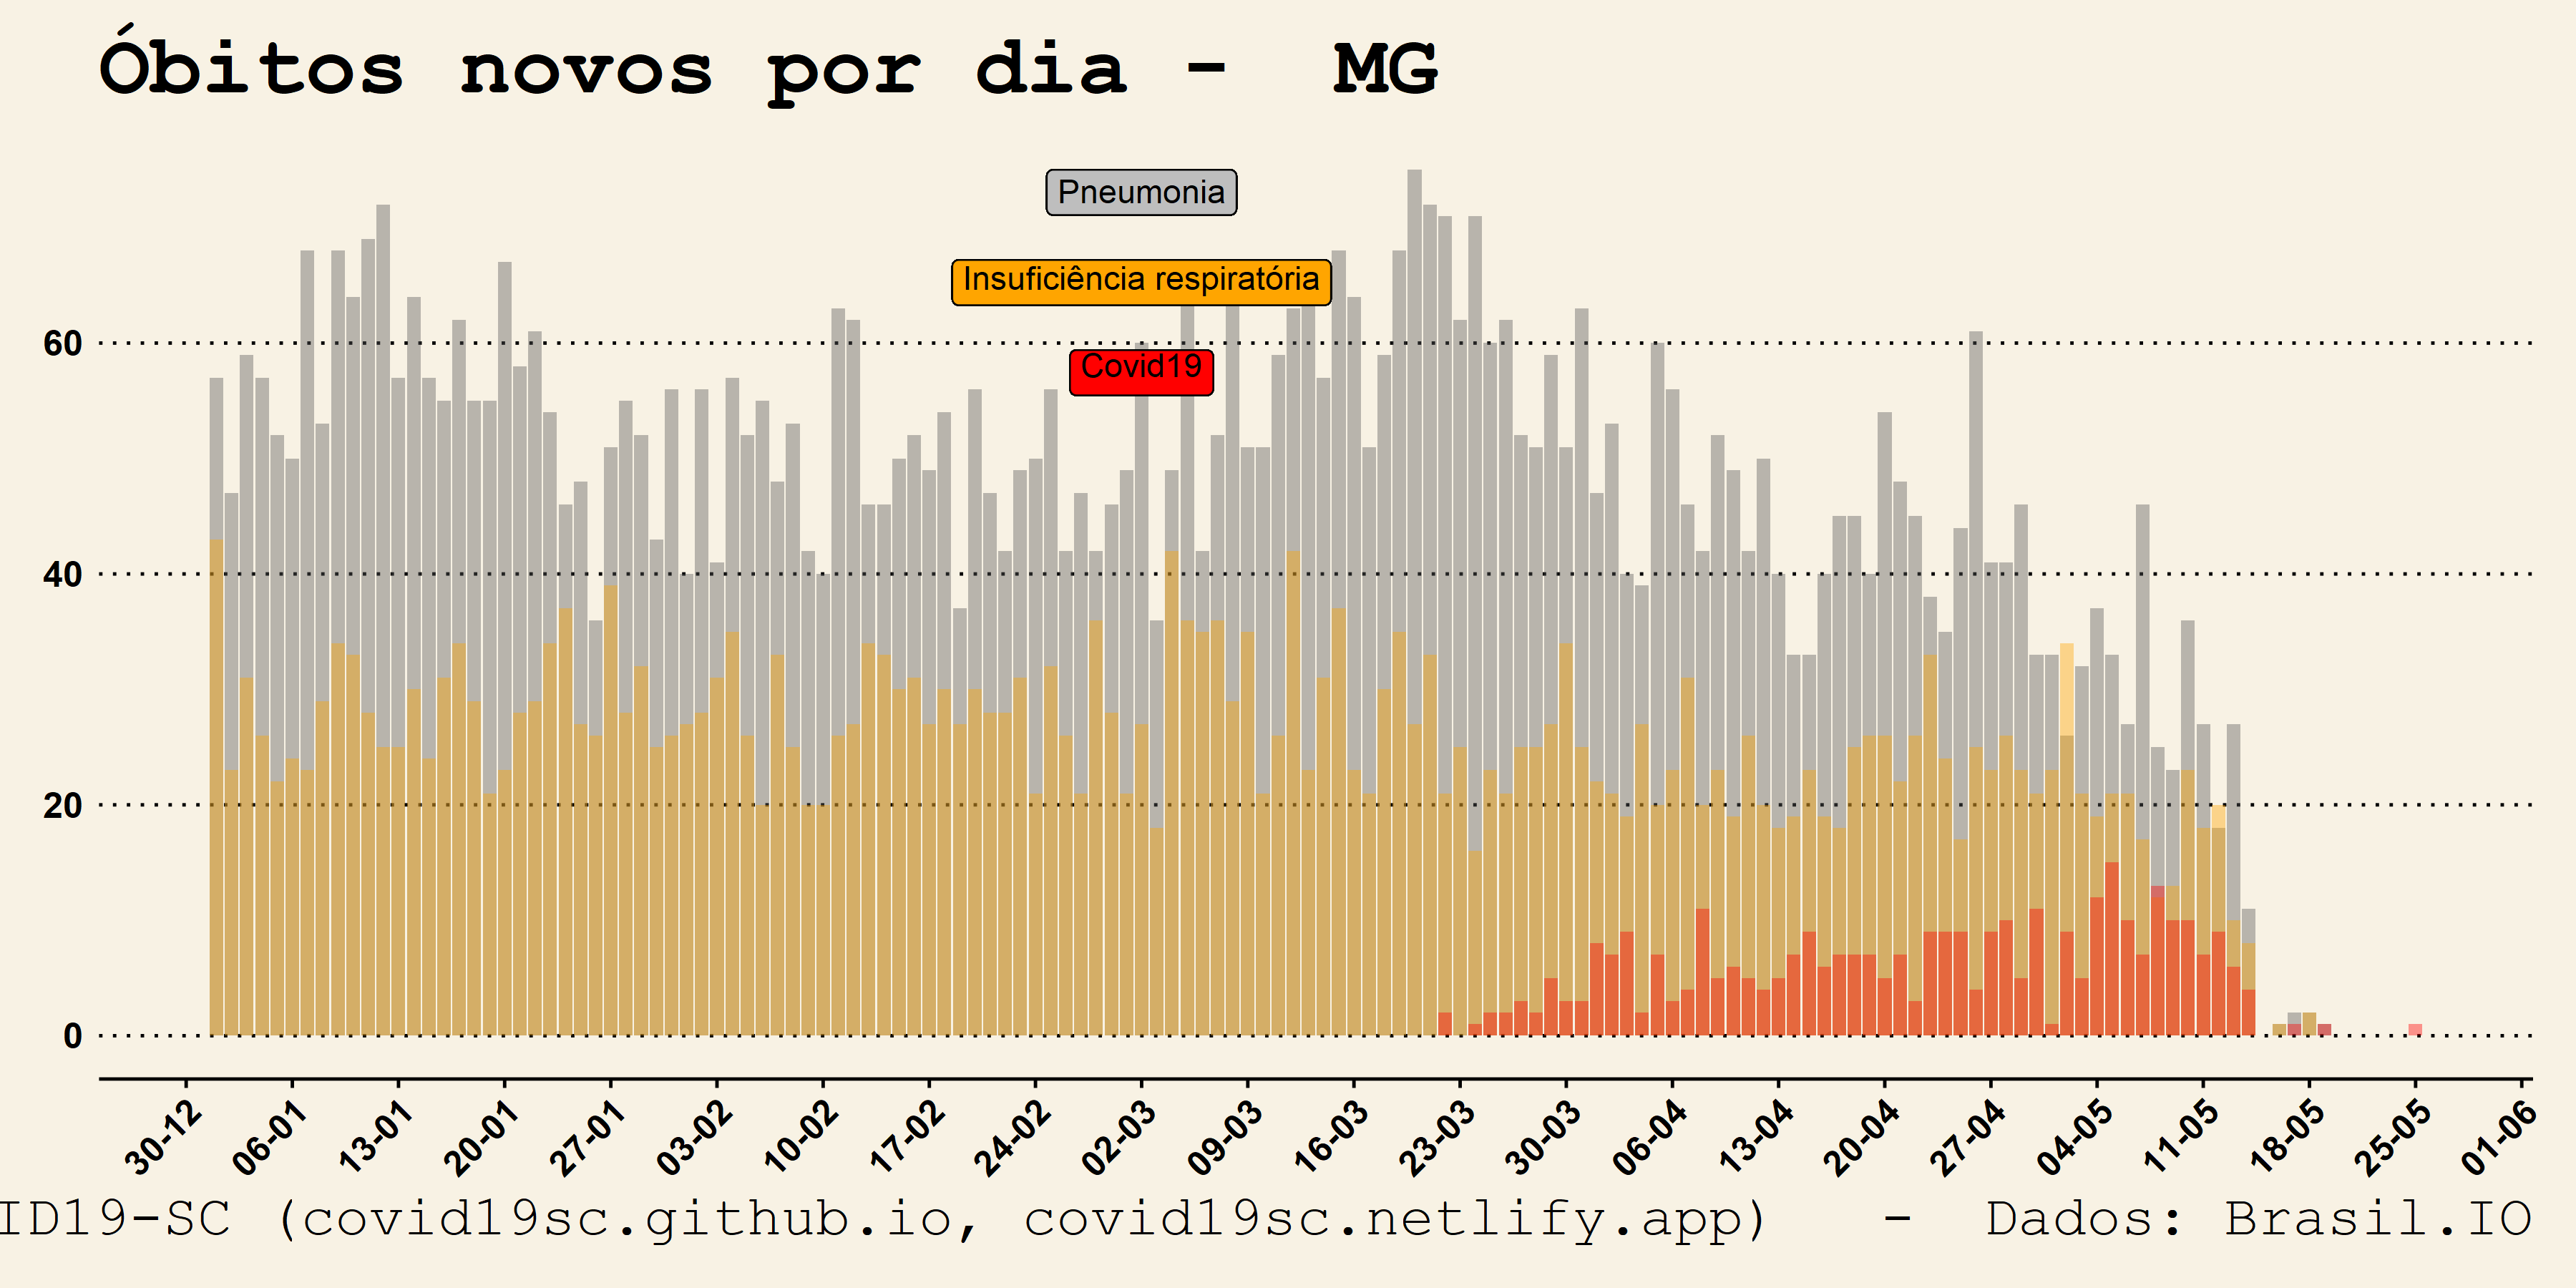 Óbitos novos por dia - MG
Pneumonia
Insuficiência respiratória
Covid19
60
40
20
0
30-12 06-01 13-01 20-01 27-01 03-02 10-02 17-02 24-02 02-03 09-03 16-03 23-03 30-03 06-04 13-04 20-04 27-04 04-05 11-05 18-05 25-05 01-06
ID19-SC (covid19sc.github.io, covid19sc.netlify.app) - Dados: Brasil.IO